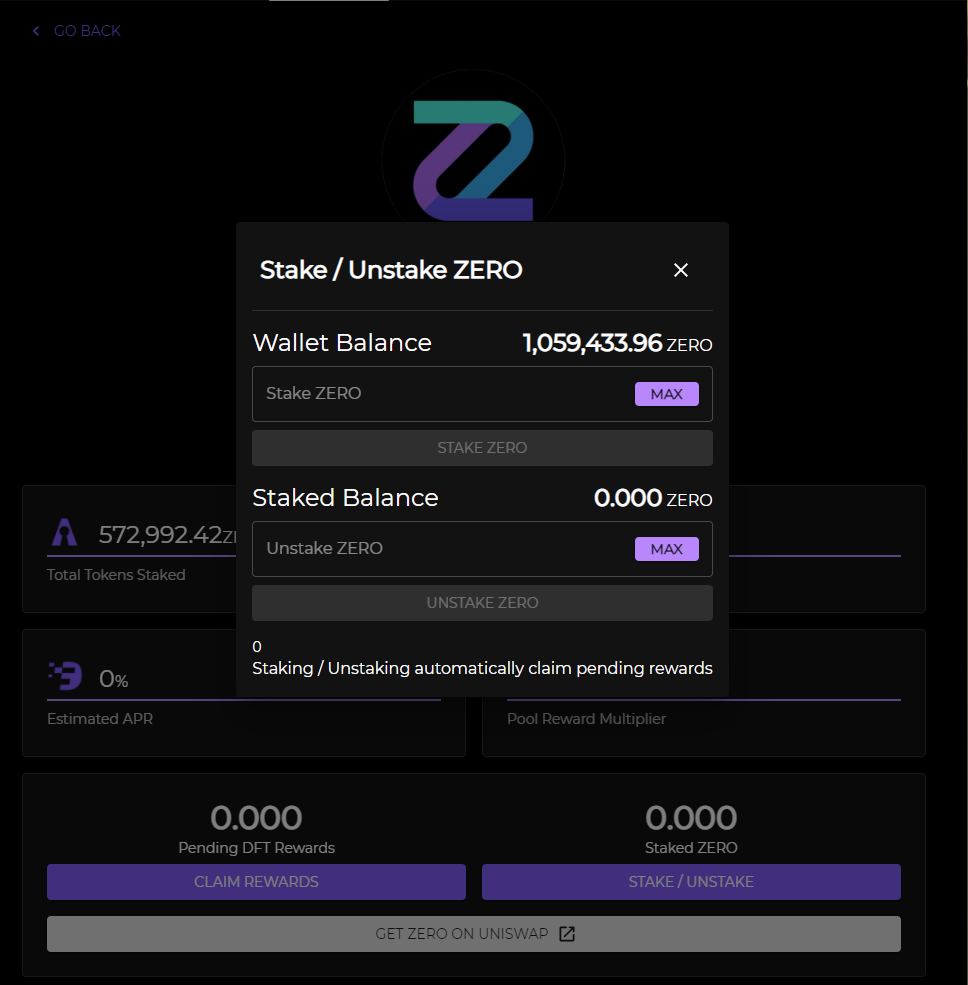 GO BACK
Stake / Unstake ZERO
Wallet Balance 1,059,433.96 ZERO
Stake ZERO MAX
STAKE ZERO
Staked Balance 0.000 ZERO
Unstake ZERO MAX
UNSTAKE ZERO
0
Staking / Unstaking automatically claim pending rewards
572,992.42
Total Tokens Staked
0%
Estimated APR
Pool Reward Multiplier
0.000
Pending DFT Rewards
CLAIM REWARDS
0.000
Staked ZERO
STAKE / UNSTAKE
GET ZERO ON UNISWAP